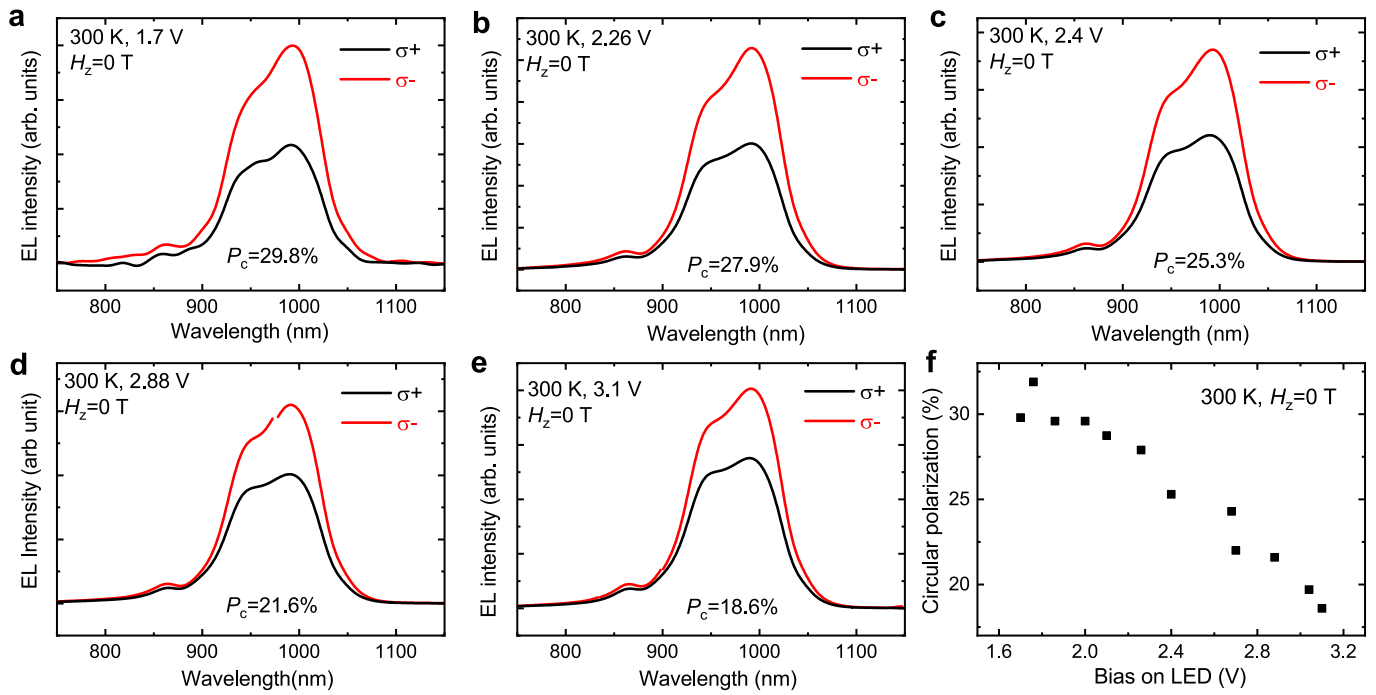 a
300 K, 1.7 V
H_z=0 T
σ+
σ-
P_c=29.8%
EL intensity (arb. units)
800 900 1000 1100
Wavelength (nm)
b
300 K, 2.26 V
H_z=0 T
σ+
σ-
P_c=27.9%
EL intensity (arb. units)
800 900 1000 1100
Wavelength (nm)
c
300 K, 2.4 V
H_z=0 T
σ+
σ-
P_c=25.3%
EL intensity (arb. units)
800 900 1000 1100
Wavelength (nm)
d
300 K, 2.88 V
H_z=0 T
σ+
σ-
P_c=21.6%
EL Intensity (arb unit)
800 900 1000 1100
Wavelength(nm)
e
300 K, 3.1 V
H_z=0 T
σ+
σ-
P_c=18.6%
EL intensity (arb. units)
800 900 1000 1100
Wavelength (nm)
f
300 K, H_z=0 T
Circular polarization (%)
30
25
20
1.6 2.0 2.4 2.8 3.2
Bias on LED (V)